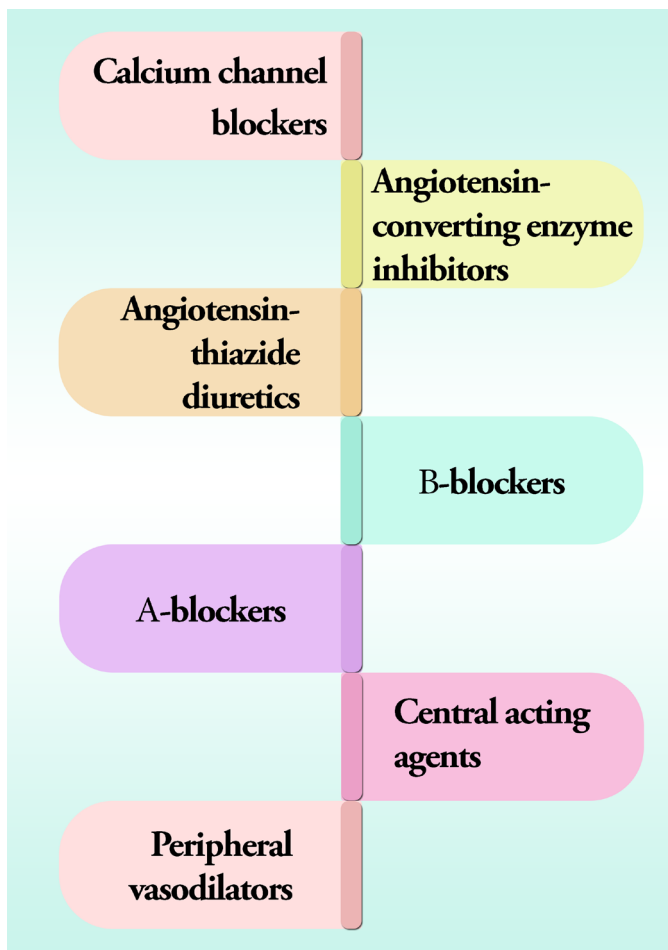 Calcium channel
blockers
Angiotensin-
converting enzyme
inhibitors
Angiotensin-
thiazide
diuretics
B-blockers
A-blockers
Central acting
agents
Peripheral
vasodilators